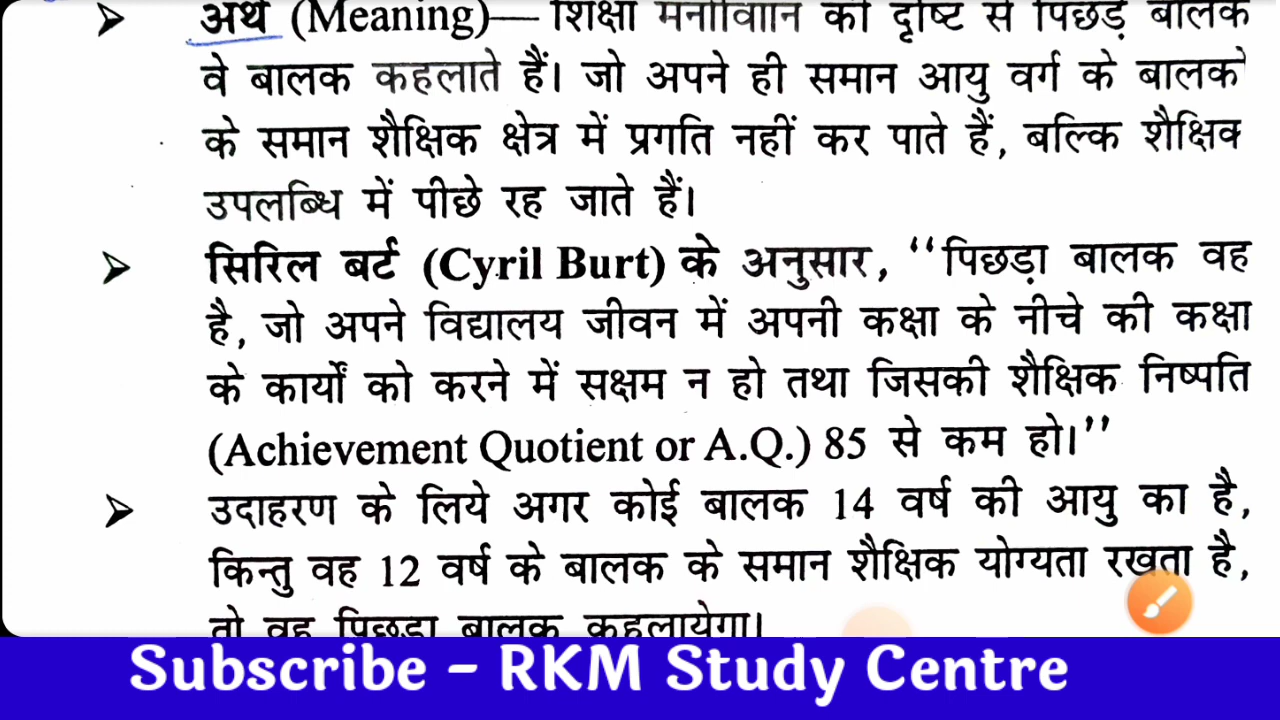 ➢ अर्थ (Meaning)— शिक्षा मनोविाान की दृष्टि से पिछड़े बालक
वे बालक कहलाते हैं। जो अपने ही समान आयु वर्ग के बालको
के समान शैक्षिक क्षेत्र में प्रगति नहीं कर पाते हैं, बल्कि शैक्षिक
उपलब्धि में पीछे रह जाते हैं।
➢ सिरिल बर्ट (Cyril Burt) के अनुसार, “पिछड़ा बालक वह
है, जो अपने विद्यालय जीवन में अपनी कक्षा के नीचे की कक्षा
के कार्यों को करने में सक्षम न हो तथा जिसकी शैक्षिक निष्पति
(Achievement Quotient or A.Q.) 85 से कम हो।”
➢ उदाहरण के लिये अगर कोई बालक 14 वर्ष की आयु का है,
किन्तु वह 12 वर्ष के बालक के समान शैक्षिक योग्यता रखता है,
तो वह पिछड़ा बालक कहलायेगा।
Subscribe - RKM Study Centre